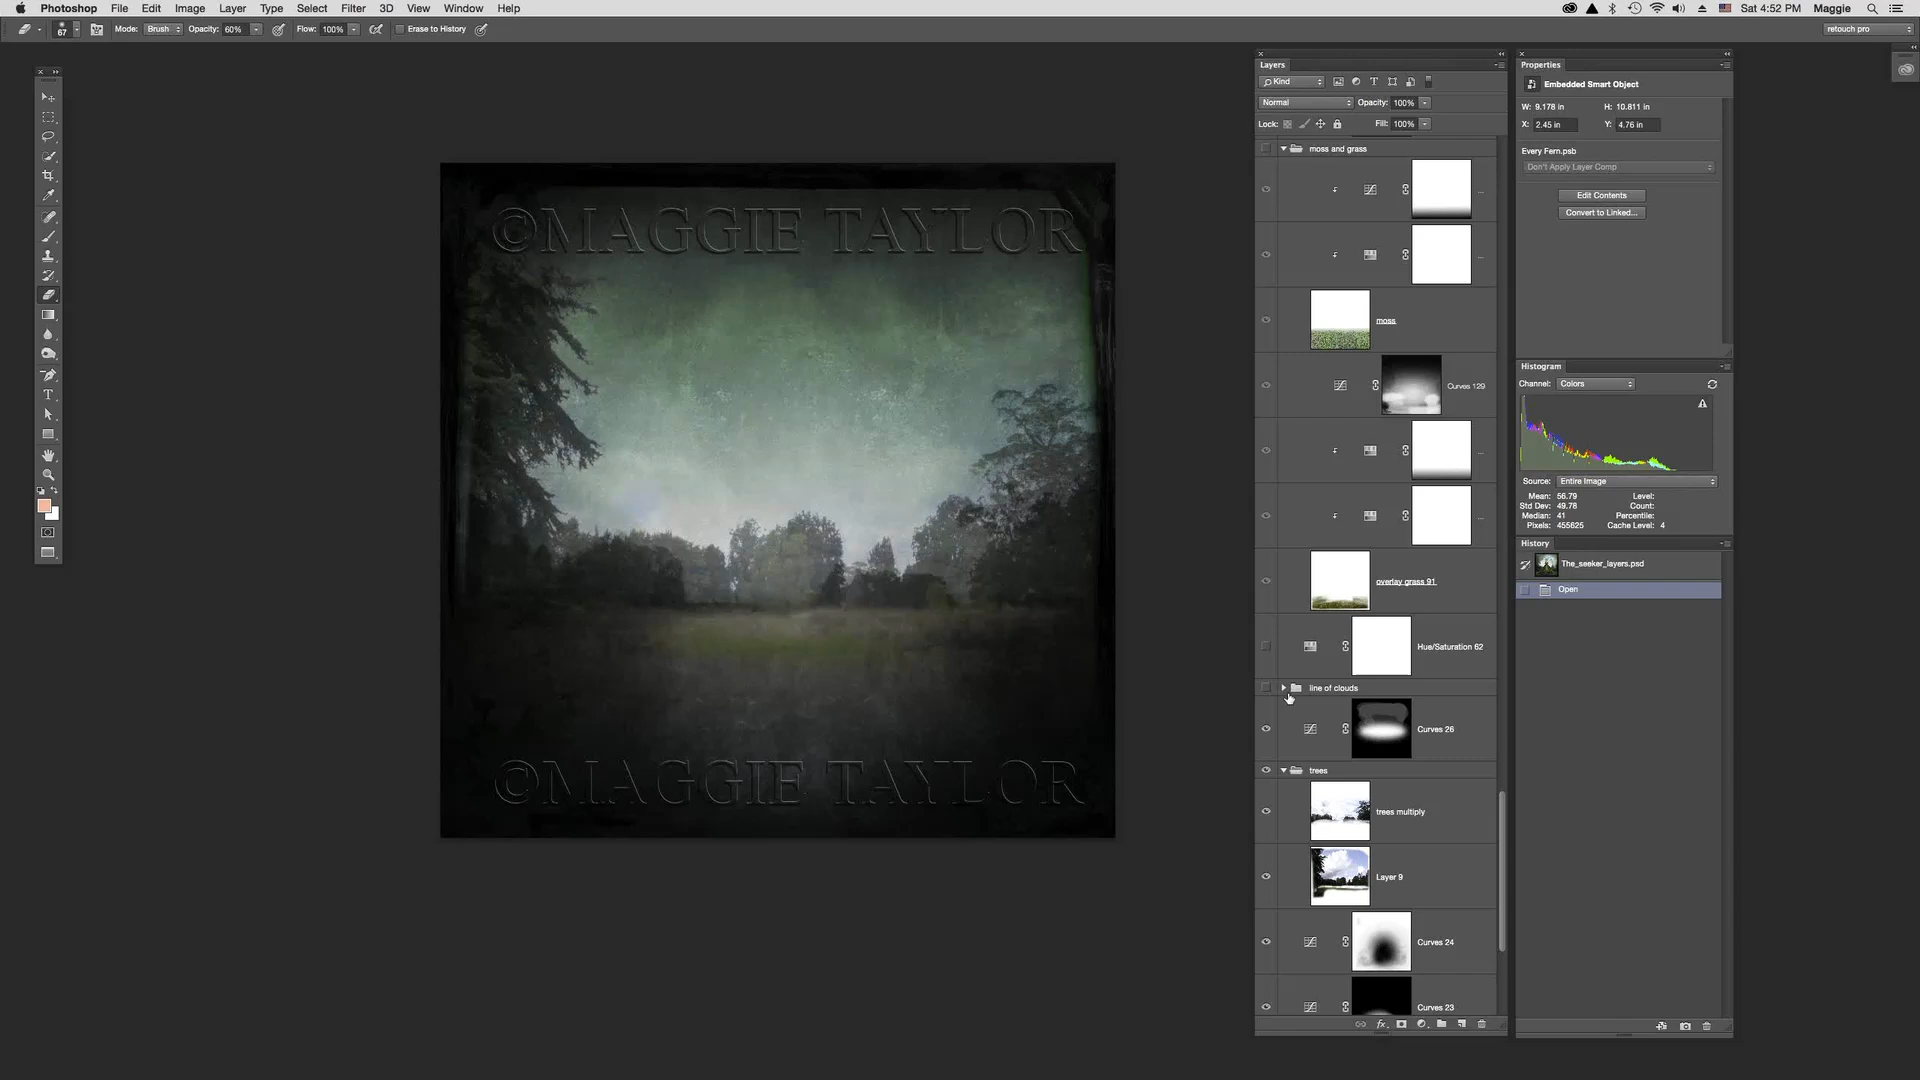 Photoshop File Edit Image Layer Type Select Filter 3D View Window Help Sat 4:52 PM Maggie
67 Mode: Brush Opacity: 60% Flow: 100% Erase to History retouch pro
Layers
Kind
Normal Opacity: 100%
Lock: Fill: 100%
moss and grass
...
...
moss
Curves 129
...
...
overlay grass 91
Hue/Saturation 62
line of clouds
Curves 26
trees
trees multiply
Layer 9
Curves 24
Curves 23
fx
Properties
Embedded Smart Object
W: 9.178 in H: 10.811 in
X: 2.45 in Y: 4.76 in
Every Fern.psb
Don't Apply Layer Comp
Edit Contents
Convert to Linked...
Histogram
Channel: Colors
Source: Entire Image
Mean: 56.79 Level:
Std Dev: 49.78 Count:
Median: 41 Percentile:
Pixels: 455625 Cache Level: 4
History
The_seeker_layers.psd
Open
©MAGGIE TAYLOR
©MAGGIE TAYLOR